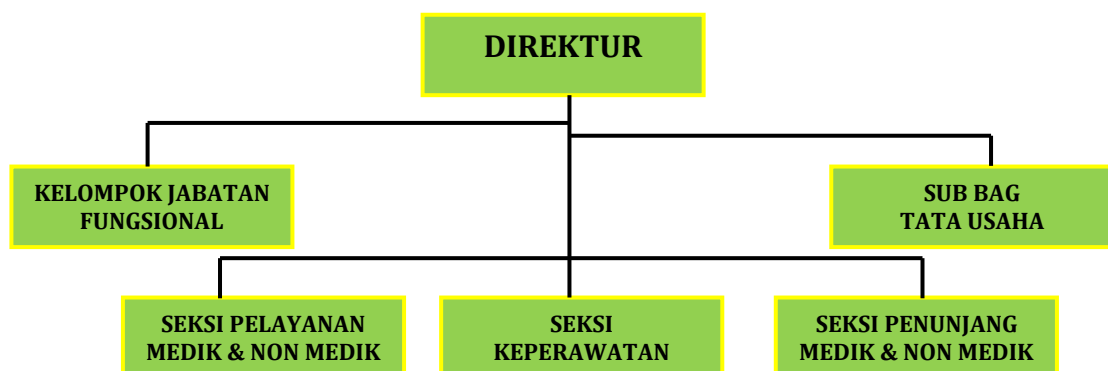 DIREKTUR
KELOMPOK JABATAN
FUNGSIONAL
SUB BAG
TATA USAHA
SEKSI PELAYANAN
MEDIK & NON MEDIK
SEKSI
KEPERAWATAN
SEKSI PENUNJANG
MEDIK & NON MEDIK